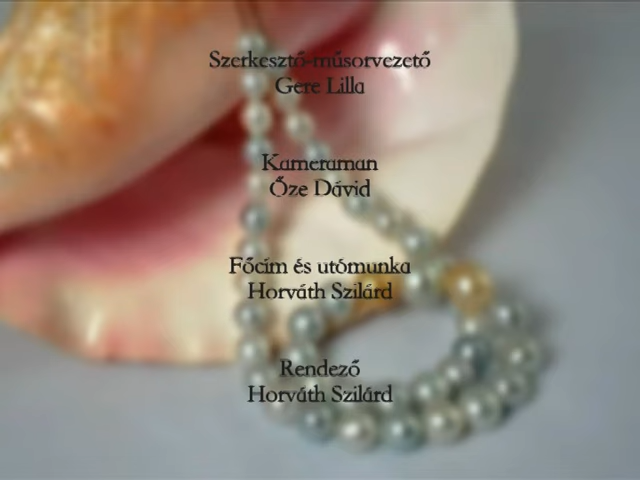 Szerkesztő-műsorvezető
Gere Lilla
Kameraman
Őze Dávid
Főcím és utómunka
Horváth Szilárd
Rendező
Horváth Szilárd